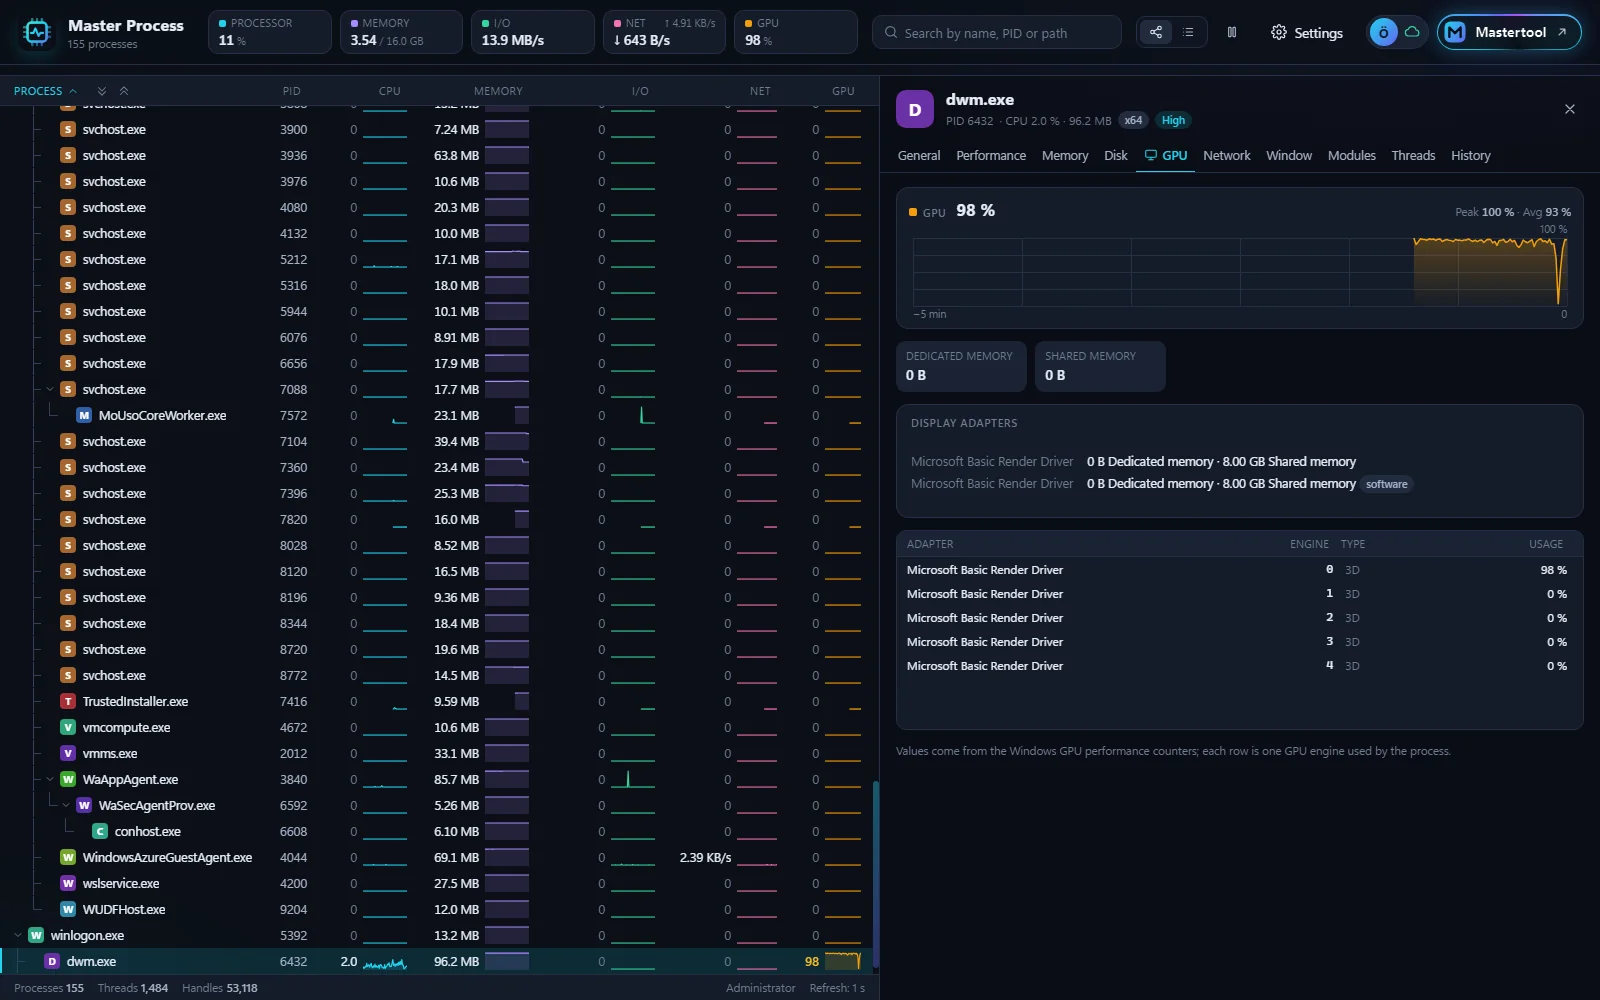 Master Process
155 processes
PROCESSOR
11 %
MEMORY
3.54 / 16.0 GB
I/O
13.9 MB/s
NET ↑ 4.91 KB/s
↓ 643 B/s
GPU
98 %
Search by name, PID or path
Settings
ö
M Mastertool ↗
PROCESS PID CPU MEMORY I/O NET GPU
S svchost.exe 3900 0 7.24 MB 0 0 0
S svchost.exe 3936 0 63.8 MB 0 0 0
S svchost.exe 3976 0 10.6 MB 0 0 0
S svchost.exe 4080 0 20.3 MB 0 0 0
S svchost.exe 4132 0 10.0 MB 0 0 0
S svchost.exe 5212 0 17.1 MB 0 0 0
S svchost.exe 5316 0 18.0 MB 0 0 0
S svchost.exe 5944 0 10.1 MB 0 0 0
S svchost.exe 6076 0 8.91 MB 0 0 0
S svchost.exe 6656 0 17.9 MB 0 0 0
S svchost.exe 7088 0 17.7 MB 0 0 0
M MoUsoCoreWorker.exe 7572 0 23.1 MB 0 0 0
S svchost.exe 7104 0 39.4 MB 0 0 0
S svchost.exe 7360 0 23.4 MB 0 0 0
S svchost.exe 7396 0 25.3 MB 0 0 0
S svchost.exe 7820 0 16.0 MB 0 0 0
S svchost.exe 8028 0 8.52 MB 0 0 0
S svchost.exe 8120 0 16.5 MB 0 0 0
S svchost.exe 8196 0 9.36 MB 0 0 0
S svchost.exe 8344 0 18.4 MB 0 0 0
S svchost.exe 8720 0 19.6 MB 0 0 0
S svchost.exe 8772 0 14.5 MB 0 0 0
T TrustedInstaller.exe 7416 0 9.59 MB 0 0 0
V vmcompute.exe 4672 0 10.6 MB 0 0 0
V vmms.exe 2012 0 33.1 MB 0 0 0
W WaAppAgent.exe 3840 0 85.7 MB 0 0 0
W WaSecAgentProv.exe 6592 0 5.26 MB 0 0 0
C conhost.exe 6608 0 6.10 MB 0 0 0
W WindowsAzureGuestAgent.exe 4044 0 69.1 MB 0 2.39 KB/s 0
W wslservice.exe 4200 0 27.5 MB 0 0 0
W WUDFHost.exe 9204 0 12.0 MB 0 0 0
W winlogon.exe 5392 0 13.2 MB 0 0 0
D dwm.exe 6432 2.0 96.2 MB 0 0 98
Processes 155 Threads 1,484 Handles 53,118 Administrator Refresh: 1 s
D
dwm.exe
PID 6432 · CPU 2.0 % · 96.2 MB x64 High
General Performance Memory Disk GPU Network Window Modules Threads History
GPU 98 %
Peak 100 % · Avg 93 %
100 %
−5 min 0
DEDICATED MEMORY
0 B
SHARED MEMORY
0 B
DISPLAY ADAPTERS
Microsoft Basic Render Driver 0 B Dedicated memory · 8.00 GB Shared memory
Microsoft Basic Render Driver 0 B Dedicated memory · 8.00 GB Shared memory software
ADAPTER ENGINE TYPE USAGE
Microsoft Basic Render Driver 0 3D 98 %
Microsoft Basic Render Driver 1 3D 0 %
Microsoft Basic Render Driver 2 3D 0 %
Microsoft Basic Render Driver 3 3D 0 %
Microsoft Basic Render Driver 4 3D 0 %
Values come from the Windows GPU performance counters; each row is one GPU engine used by the process.